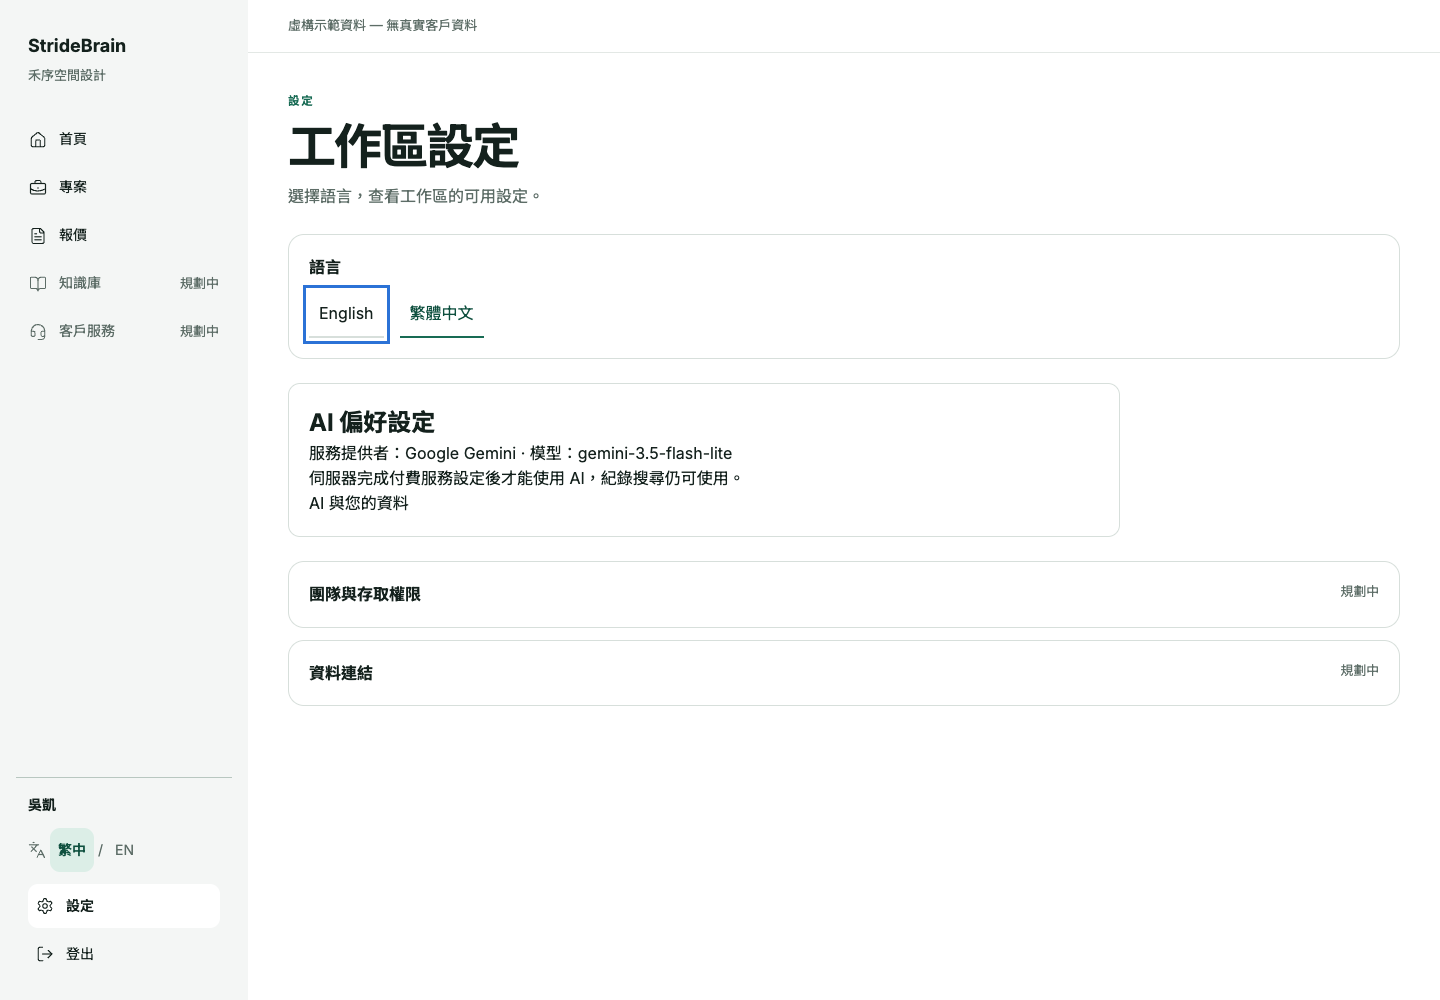 StrideBrain
禾序空間設計
首頁
專案
報價
知識庫 規劃中
客戶服務 規劃中
吳凱
繁中 / EN
設定
登出
虛構示範資料 — 無真實客戶資料
設定
工作區設定
選擇語言，查看工作區的可用設定。
語言
English 繁體中文
AI 偏好設定
服務提供者：Google Gemini · 模型：gemini-3.5-flash-lite
伺服器完成付費服務設定後才能使用 AI，紀錄搜尋仍可使用。
AI 與您的資料
團隊與存取權限 規劃中
資料連結 規劃中